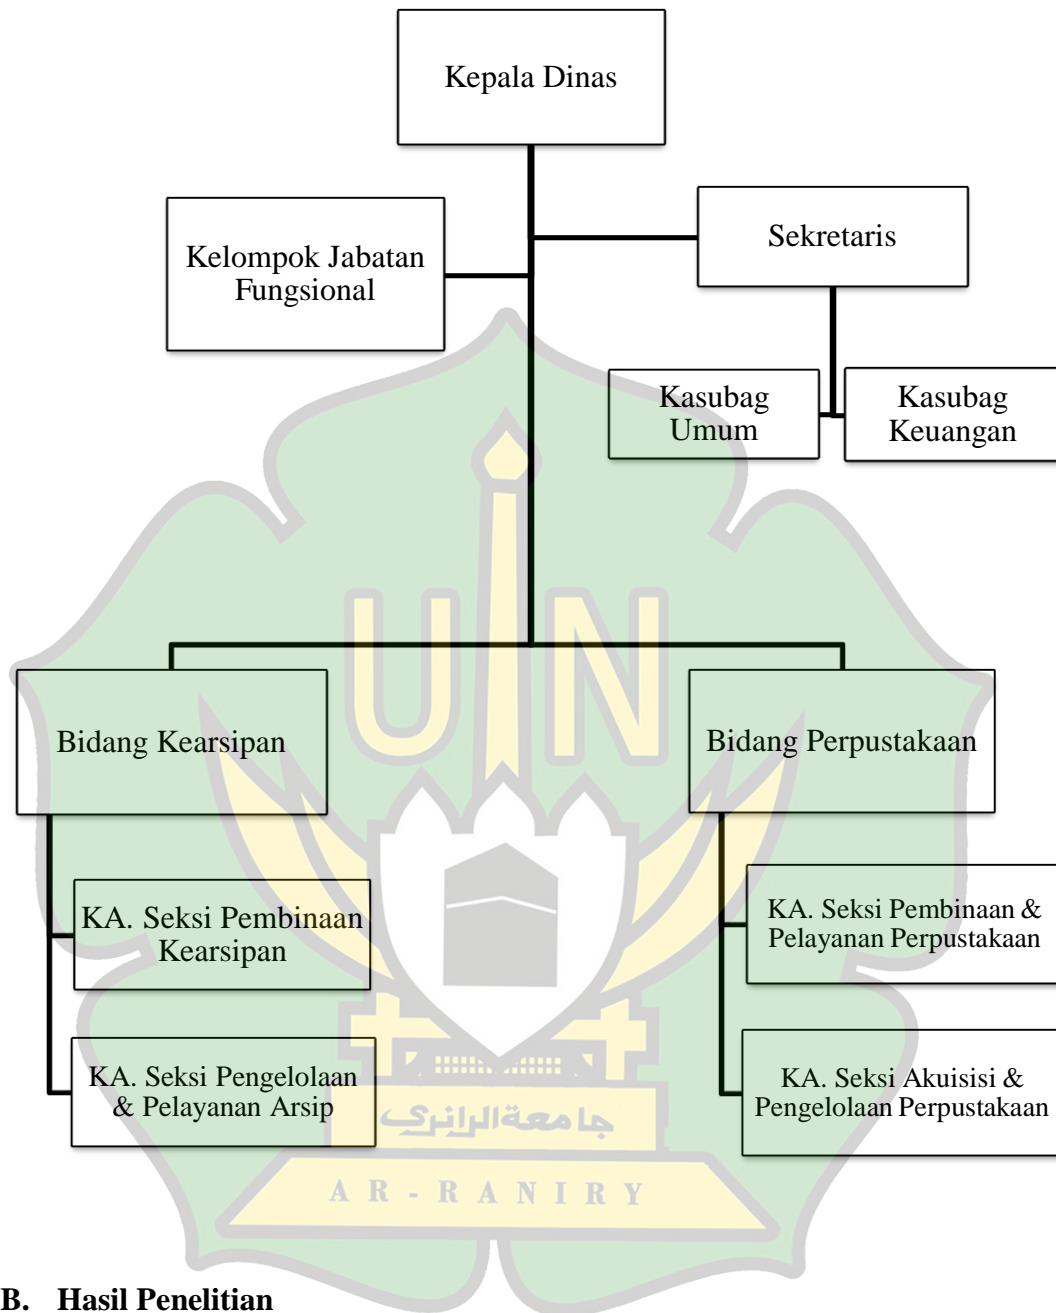 Kepala Dinas
Kelompok Jabatan
Fungsional
Sekretaris
Kasubag
Umum
Kasubag
Keuangan
UIN
Bidang Kearsipan
Bidang Perpustakaan
KA. Seksi Pembinaan
Kearsipan
KA. Seksi Pembinaan &
Pelayanan Perpustakaan
KA. Seksi Pengelolaan
& Pelayanan Arsip
KA. Seksi Akuisisi &
Pengelolaan Perpustakaan
جامعة الرانري
AR-RANIRY
B. Hasil Penelitian